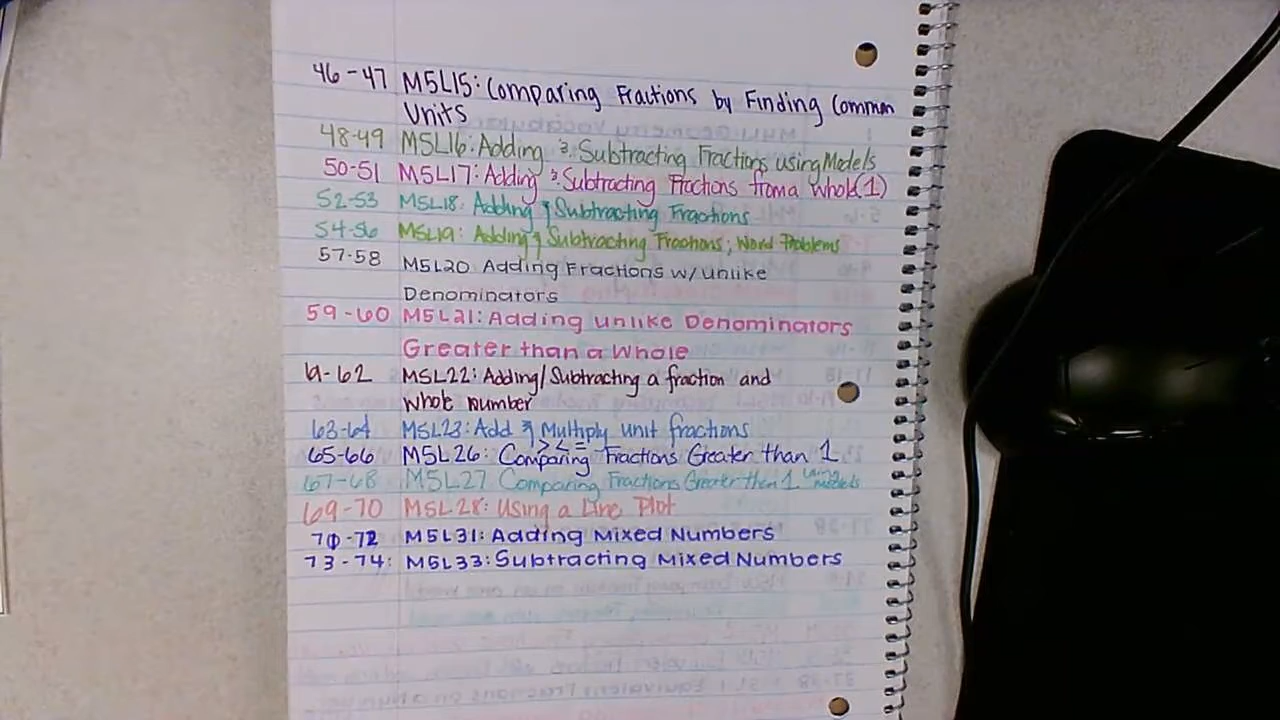 46-47 M5L15: Comparing Fractions by Finding Common
Units
48-49 M5L16: Adding & Subtracting Fractions using Models
50-51 M5L17: Adding & Subtracting Fractions from a Whole (1)
52-53 M5L18: Adding & Subtracting Fractions
54-56 M5L19: Adding & Subtracting Fractions; Word Problems
57-58 M5L20 Adding Fractions w/ unlike
Denominators
59-60 M5L21: Adding unlike Denominators
Greater than a Whole
61-62 M5L22: Adding/Subtracting a fraction and
whole number
63-64 M5L23: Add & Multiply unit fractions
> < =
65-66 M5L26: Comparing Fractions Greater than 1
67-68 M5L27 Comparing Fractions Greater than 1 using models
69-70 M5L28: Using a Line Plot
70-72 M5L31: Adding Mixed Numbers
73-74: M5L33: Subtracting Mixed Numbers